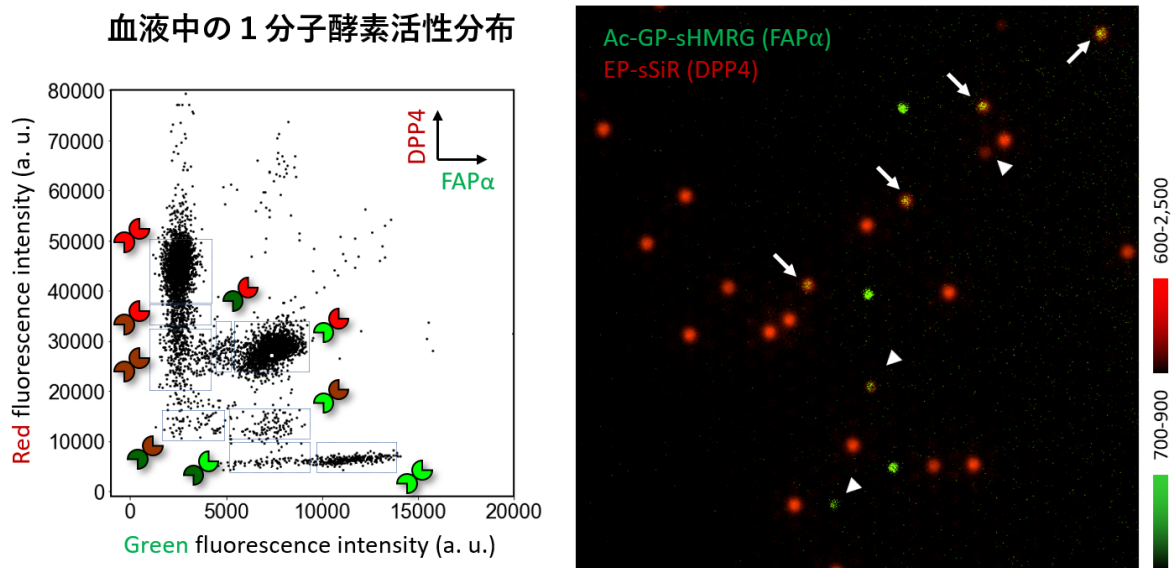 血液中の1分子酵素活性分布
Red fluorescence intensity (a. u.)
80000
70000
60000
50000
40000
30000
20000
10000
0
DPP4
FAPα
0
5000
10000
15000
20000
Green fluorescence intensity (a. u.)
Ac-GP-sHMRG (FAPα)
EP-sSiR (DPP4)
600-2,500
700-900